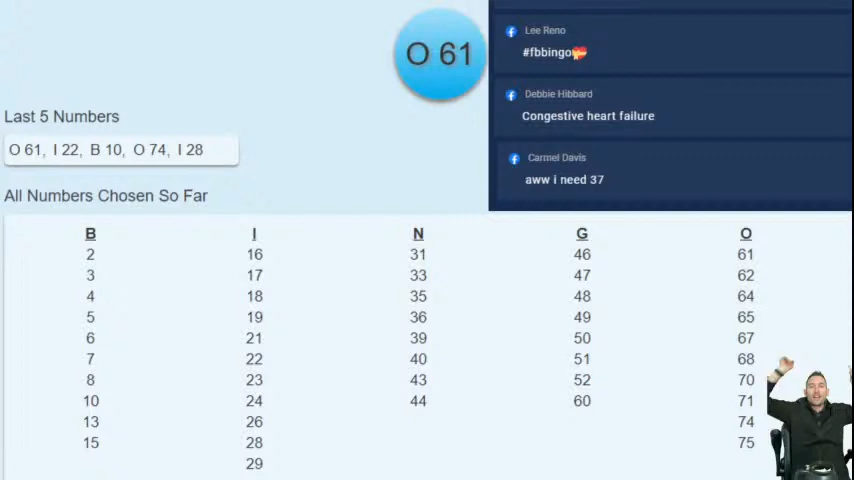 O 61
Lee Reno
#fbbingo💝
Debbie Hibbard
Congestive heart failure
Carmel Davis
aww i need 37
Last 5 Numbers
O 61, I 22, B 10, O 74, I 28
All Numbers Chosen So Far
B I N G O
2 16 31 46 61
3 17 33 47 62
4 18 35 48 64
5 19 36 49 65
6 21 39 50 67
7 22 40 51 68
8 23 43 52 70
10 24 44 60 71
13 26 74
15 28 75
29